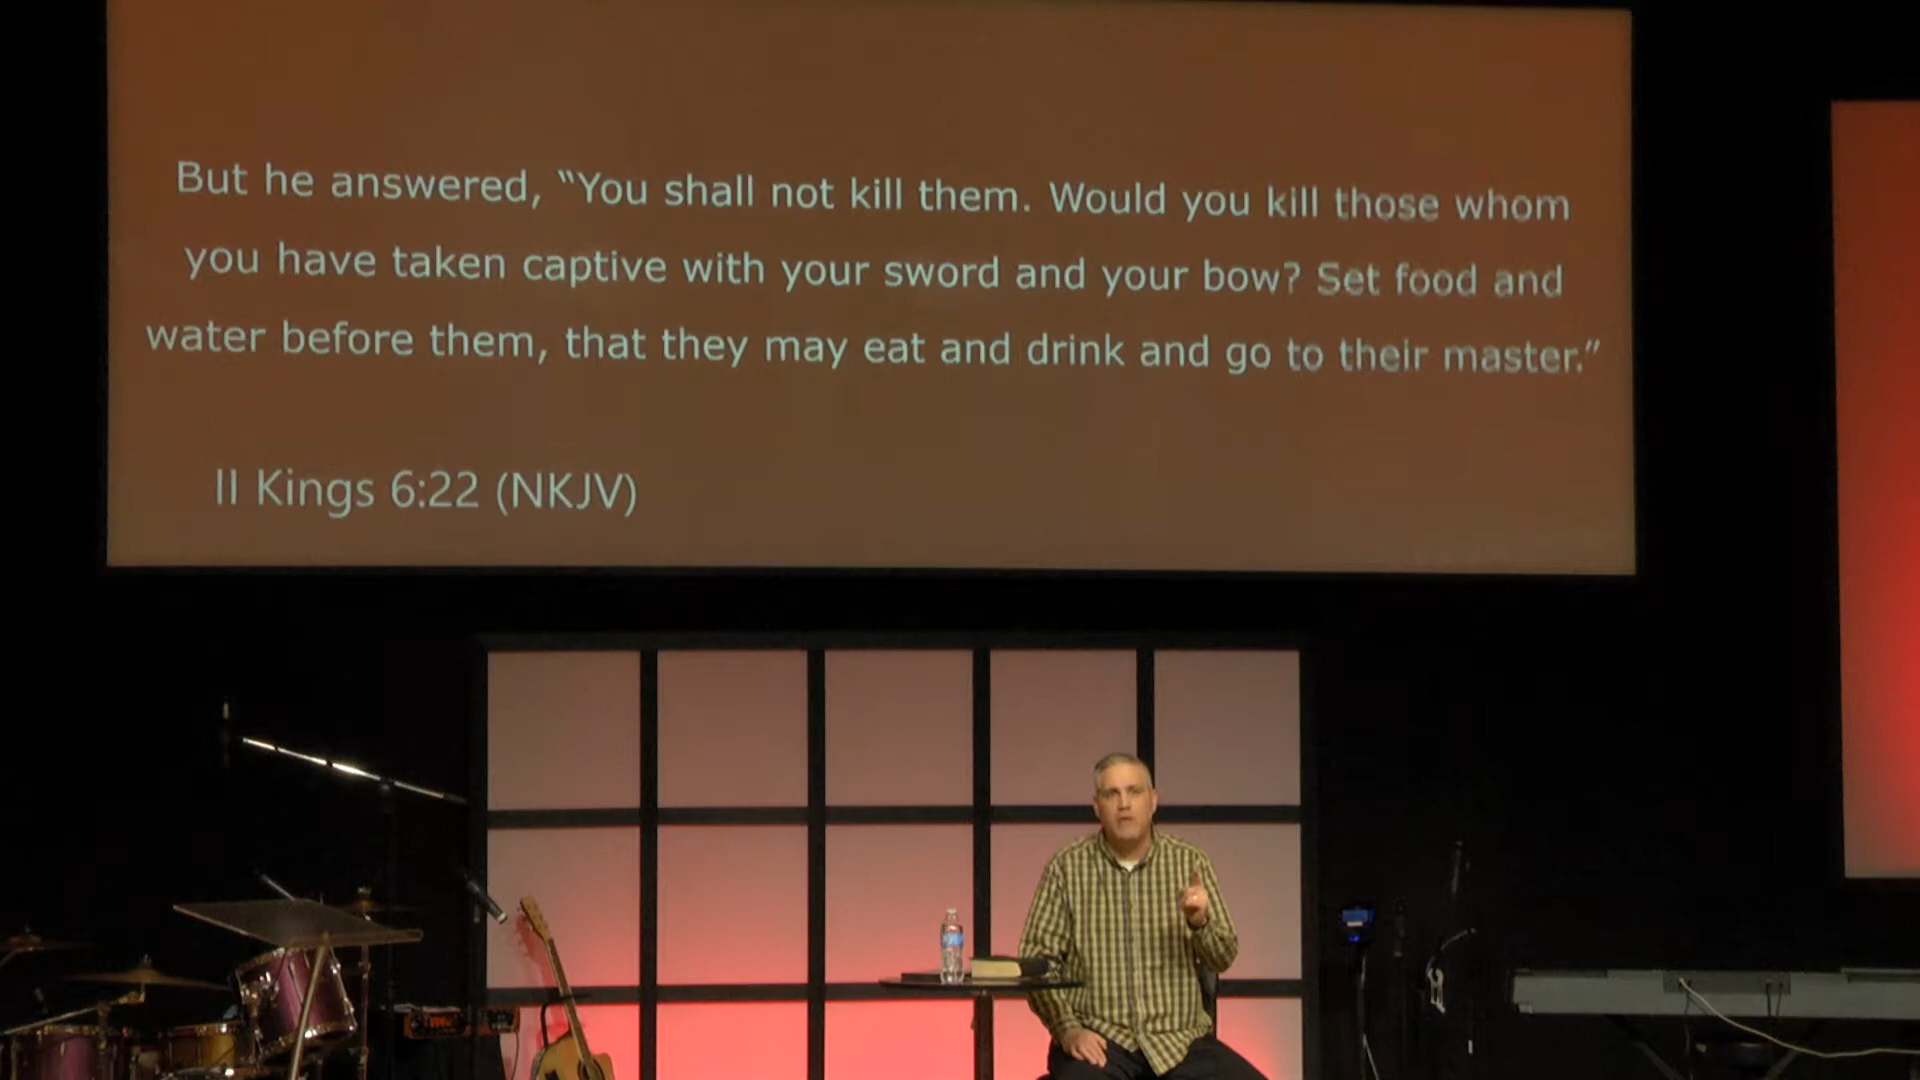 But he answered, “You shall not kill them. Would you kill those whom
you have taken captive with your sword and your bow? Set food and
water before them, that they may eat and drink and go to their master.”
II Kings 6:22 (NKJV)